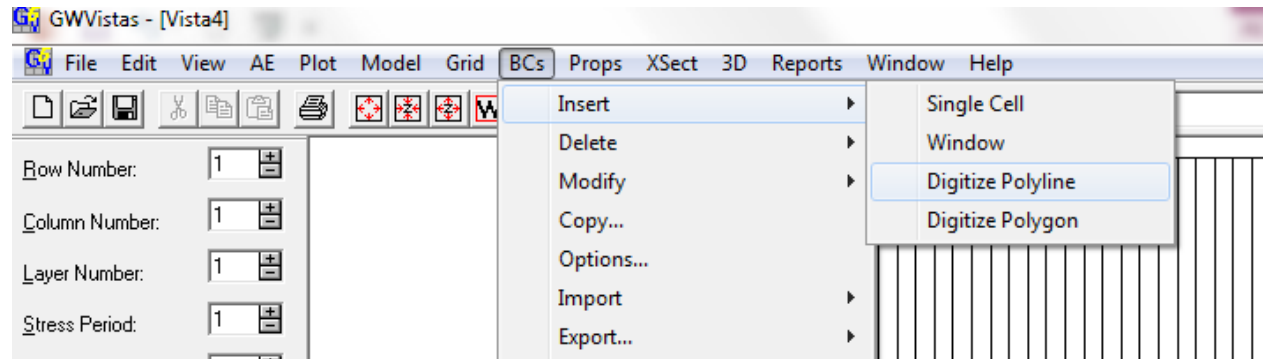 GWVistas - [Vista4]
File Edit View AE Plot Model Grid BCs Props XSect 3D Reports Window Help
Insert
Single Cell
Delete
Window
Row Number: 1
Modify
Digitize Polyline
Column Number: 1
Copy...
Digitize Polygon
Layer Number: 1
Options...
Import
Stress Period: 1
Export...